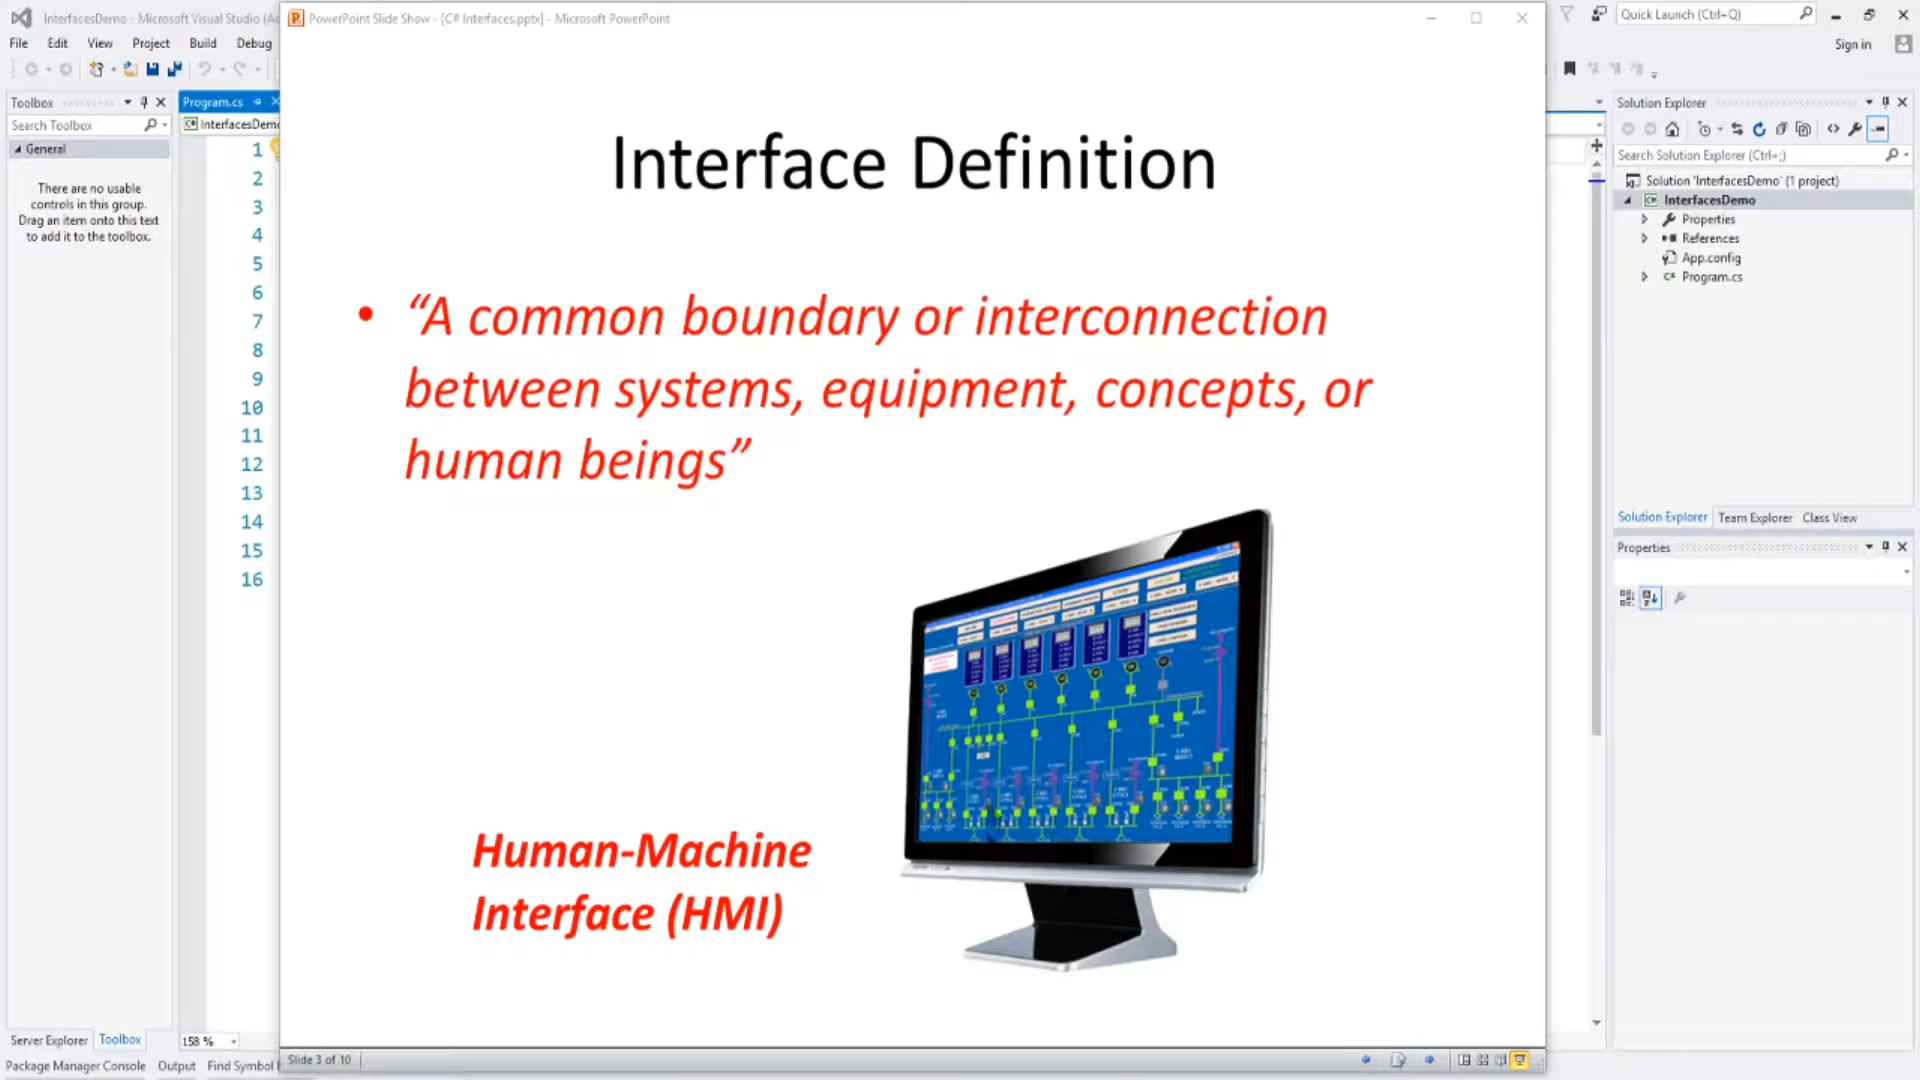 InterfacesDemo - Microsoft Visual Studio (Ad
PowerPoint Slide Show - [C# Interfaces.pptx] - Microsoft PowerPoint
Quick Launch (Ctrl+Q)
File Edit View Project Build Debug
Sign in
Toolbox
Program.cs
Solution Explorer
Search Toolbox
InterfacesDemo
General
There are no usable
controls in this group.
Drag an item onto this text
to add it to the toolbox.
1
2
3
4
5
6
7
8
9
10
11
12
13
14
15
16
Interface Definition
• “A common boundary or interconnection
between systems, equipment, concepts, or
human beings”
Human-Machine
Interface (HMI)
Search Solution Explorer (Ctrl+;)
Solution 'InterfacesDemo' (1 project)
InterfacesDemo
Properties
References
App.config
Program.cs
Solution Explorer Team Explorer Class View
Properties
Server Explorer Toolbox
158 %
Slide 3 of 10
Package Manager Console Output Find Symbol